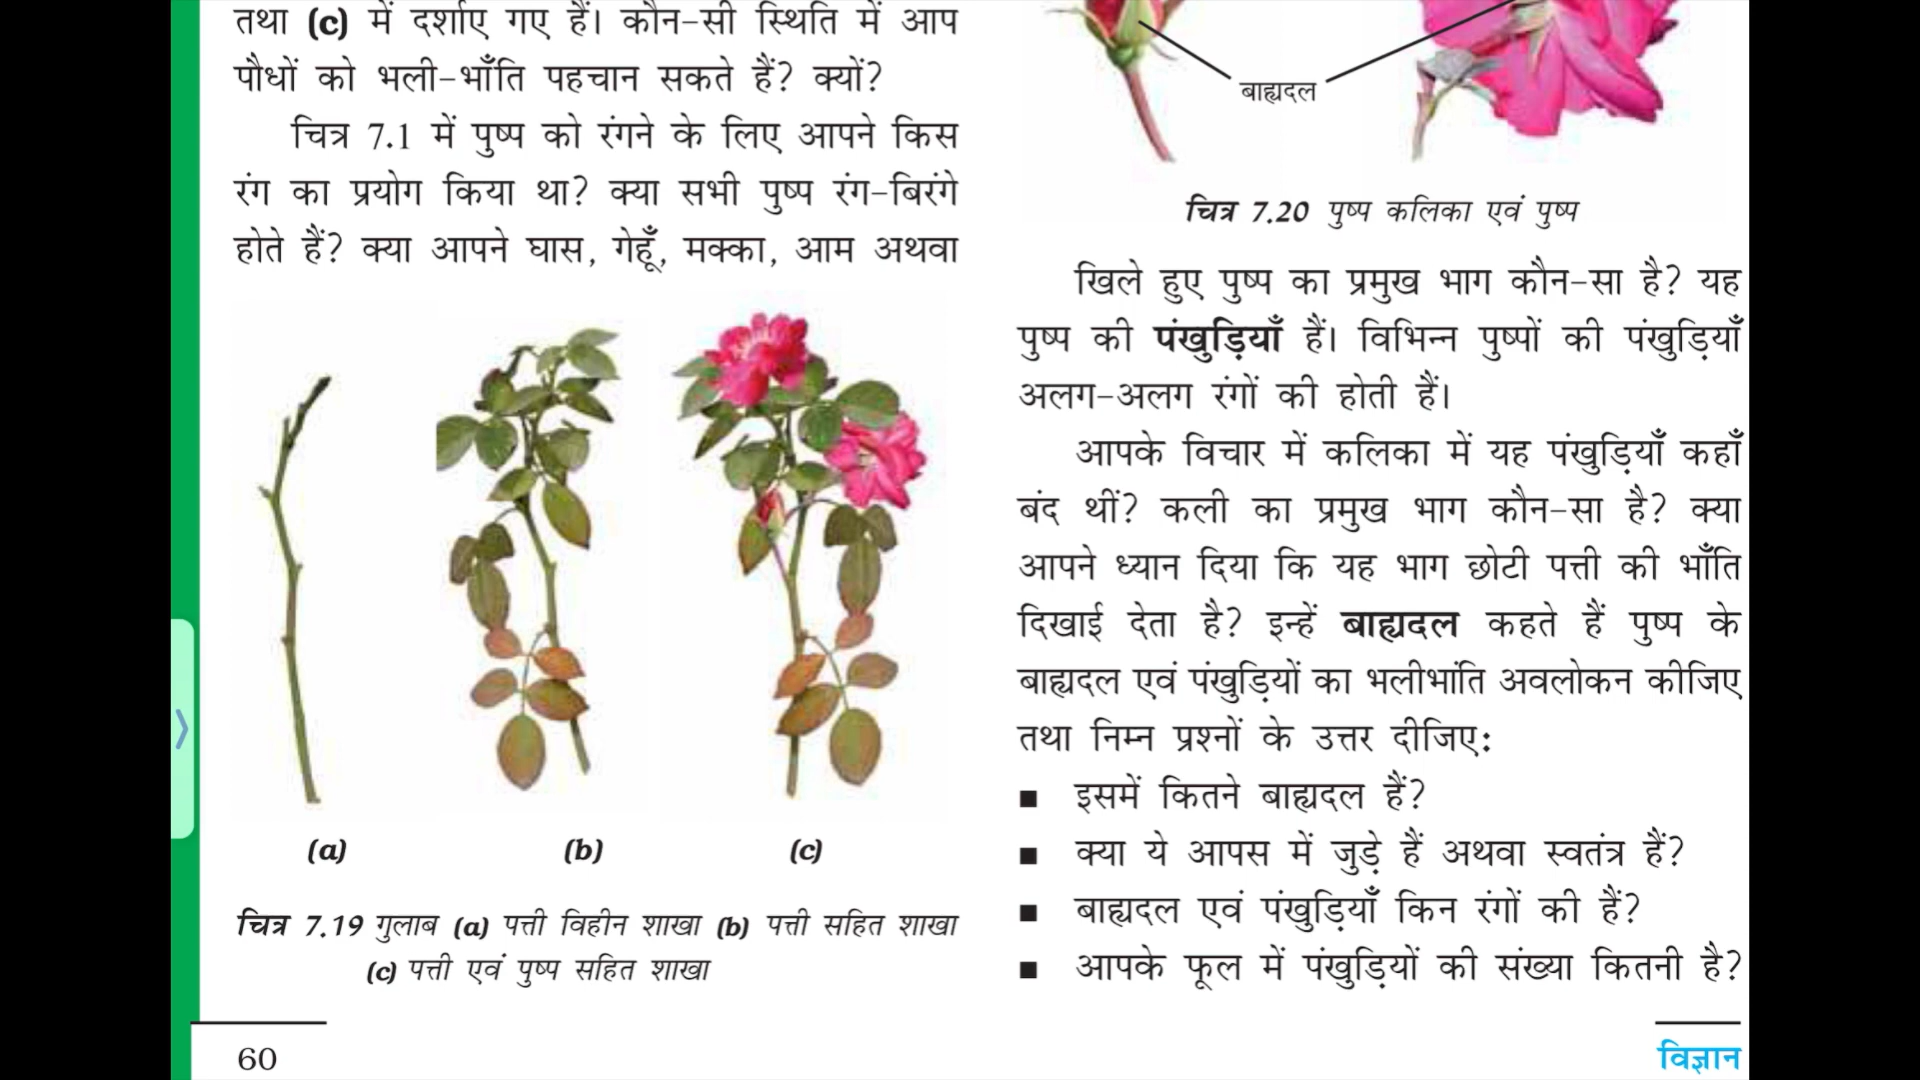 तथा (c) में दर्शाए गए हैं। कौन-सी स्थिति में आप
पौधों को भली-भाँति पहचान सकते हैं? क्यों?
चित्र 7.1 में पुष्प को रंगने के लिए आपने किस
रंग का प्रयोग किया था? क्या सभी पुष्प रंग-बिरंगे
होते हैं? क्या आपने घास, गेहूँ, मक्का, आम अथवा
(a) (b) (c)
चित्र 7.19 गुलाब (a) पत्ती विहीन शाखा (b) पत्ती सहित शाखा
(c) पत्ती एवं पुष्प सहित शाखा
बाह्यदल
चित्र 7.20 पुष्प कलिका एवं पुष्प
खिले हुए पुष्प का प्रमुख भाग कौन-सा है? यह
पुष्प की पंखुड़ियाँ हैं। विभिन्न पुष्पों की पंखुड़ियाँ
अलग-अलग रंगों की होती हैं।
आपके विचार में कलिका में यह पंखुड़ियाँ कहाँ
बंद थीं? कली का प्रमुख भाग कौन-सा है? क्या
आपने ध्यान दिया कि यह भाग छोटी पत्ती की भाँति
दिखाई देता है? इन्हें बाह्यदल कहते हैं पुष्प के
बाह्यदल एवं पंखुड़ियों का भलीभांति अवलोकन कीजिए
तथा निम्न प्रश्नों के उत्तर दीजिए:
■ इसमें कितने बाह्यदल हैं?
■ क्या ये आपस में जुड़े हैं अथवा स्वतंत्र हैं?
■ बाह्यदल एवं पंखुड़ियाँ किन रंगों की हैं?
■ आपके फूल में पंखुड़ियों की संख्या कितनी है?
60
विज्ञान